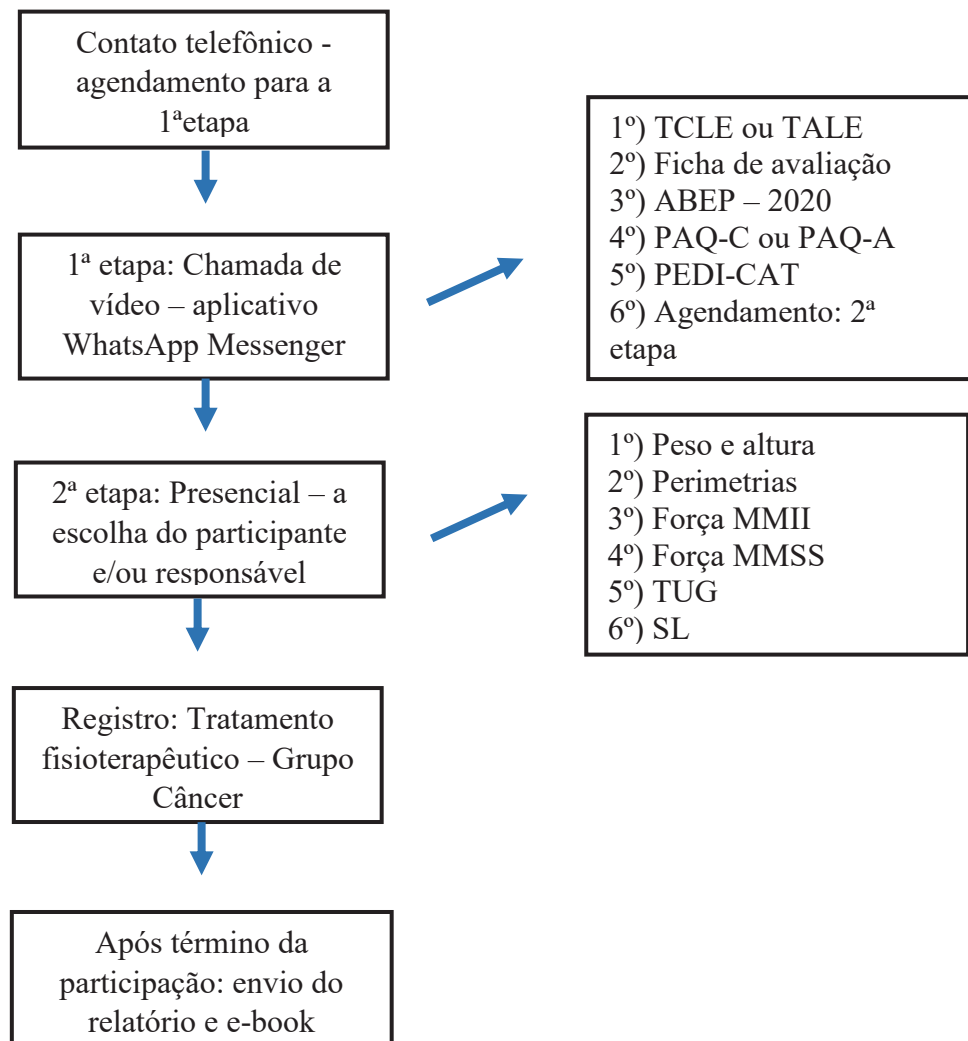 Contato telefônico -
agendamento para a
1ªetapa
1ª etapa: Chamada de
vídeo – aplicativo
WhatsApp Messenger
1º) TCLE ou TALE
2º) Ficha de avaliação
3º) ABEP – 2020
4º) PAQ-C ou PAQ-A
5º) PEDI-CAT
6º) Agendamento: 2ª
etapa
2ª etapa: Presencial – a
escolha do participante
e/ou responsável
1º) Peso e altura
2º) Perimetrias
3º) Força MMII
4º) Força MMSS
5º) TUG
6º) SL
Registro: Tratamento
fisioterapêutico – Grupo
Câncer
Após término da
participação: envio do
relatório e e-book